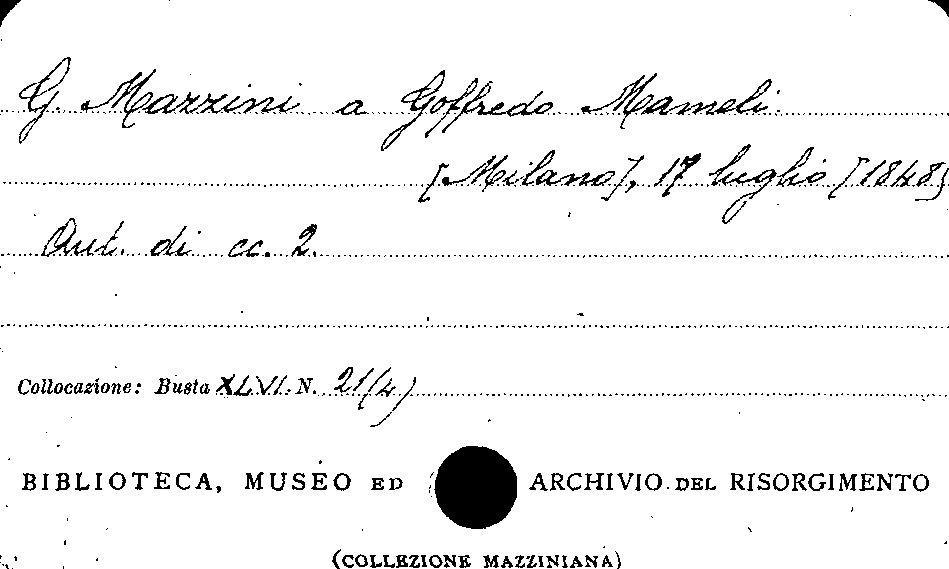 G. Mazzini a Goffredo Mameli.
[Milano], 17 luglio [1848]
Aut. di cc. 2.
Collocazione: Busta XLVI. N. 21(4)
BIBLIOTECA, MUSEO ED ARCHIVIO DEL RISORGIMENTO
(COLLEZIONE MAZZINIANA)